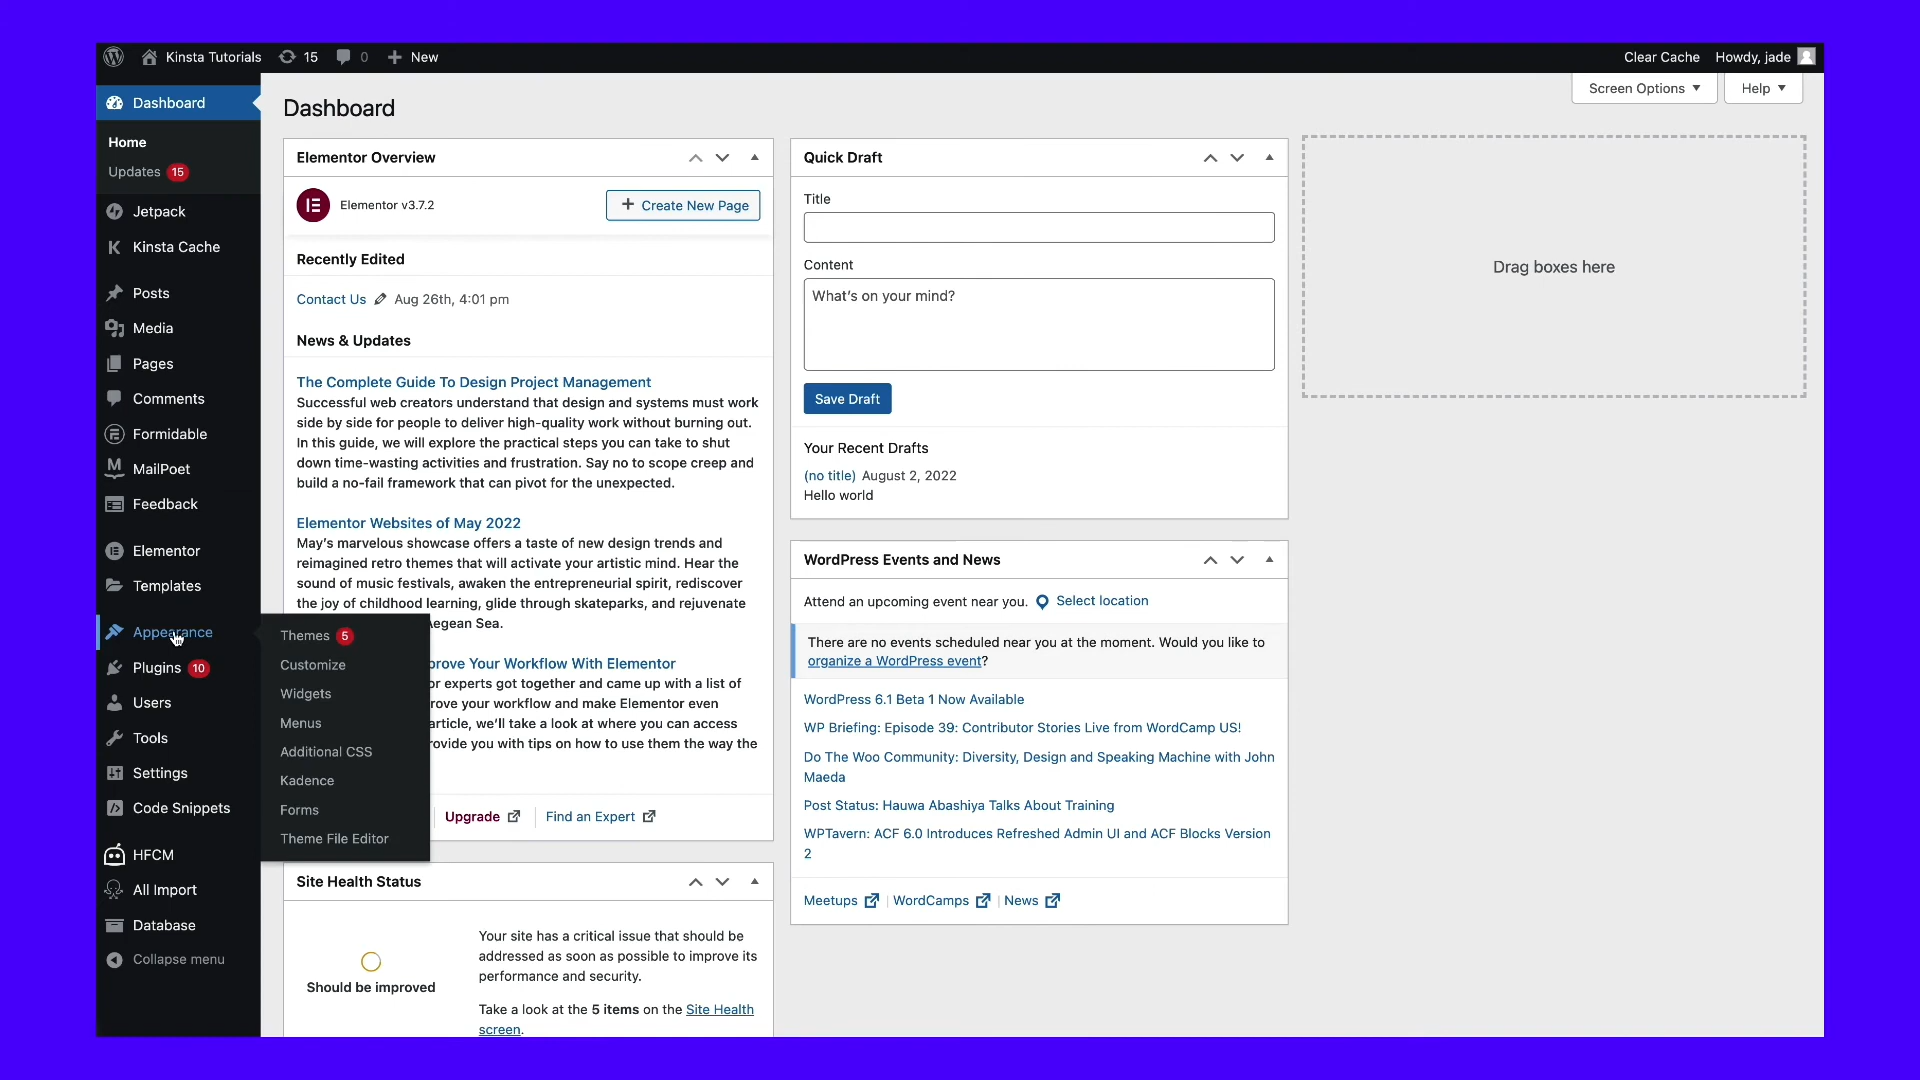 Kinsta Tutorials
15
0
New
Clear Cache
Howdy, jade
Screen Options
Help
Dashboard
Home
Updates 15
Jetpack
Kinsta Cache
Posts
Media
Pages
Comments
Formidable
MailPoet
Feedback
Elementor
Templates
Appearance
Plugins 10
Users
Tools
Settings
Code Snippets
HFCM
All Import
Database
Collapse menu
Themes 5
Customize
Widgets
Menus
Additional CSS
Kadence
Forms
Theme File Editor
Dashboard
Elementor Overview
Elementor v3.7.2
Create New Page
Recently Edited
Contact Us Aug 26th, 4:01 pm
News & Updates
The Complete Guide To Design Project Management
Successful web creators understand that design and systems must work
side by side for people to deliver high-quality work without burning out.
In this guide, we will explore the practical steps you can take to shut
down time-wasting activities and frustration. Say no to scope creep and
build a no-fail framework that can pivot for the unexpected.
Elementor Websites of May 2022
May's marvelous showcase offers a taste of new design trends and
reimagined retro themes that will activate your artistic mind. Hear the
sound of music festivals, awaken the entrepreneurial spirit, rediscover
the joy of childhood learning, glide through skateparks, and rejuvenate
Aegean Sea.
prove Your Workflow With Elementor
or experts got together and came up with a list of
rove your workflow and make Elementor even
article, we'll take a look at where you can access
rovide you with tips on how to use them the way the
Upgrade
Find an Expert
Site Health Status
Should be improved
Your site has a critical issue that should be
addressed as soon as possible to improve its
performance and security.
Take a look at the 5 items on the Site Health
screen.
Quick Draft
Title
Content
What's on your mind?
Save Draft
Your Recent Drafts
(no title) August 2, 2022
Hello world
WordPress Events and News
Attend an upcoming event near you. Select location
There are no events scheduled near you at the moment. Would you like to
organize a WordPress event?
WordPress 6.1 Beta 1 Now Available
WP Briefing: Episode 39: Contributor Stories Live from WordCamp US!
Do The Woo Community: Diversity, Design and Speaking Machine with John
Maeda
Post Status: Hauwa Abashiya Talks About Training
WPTavern: ACF 6.0 Introduces Refreshed Admin UI and ACF Blocks Version
2
Meetups
WordCamps
News
Drag boxes here